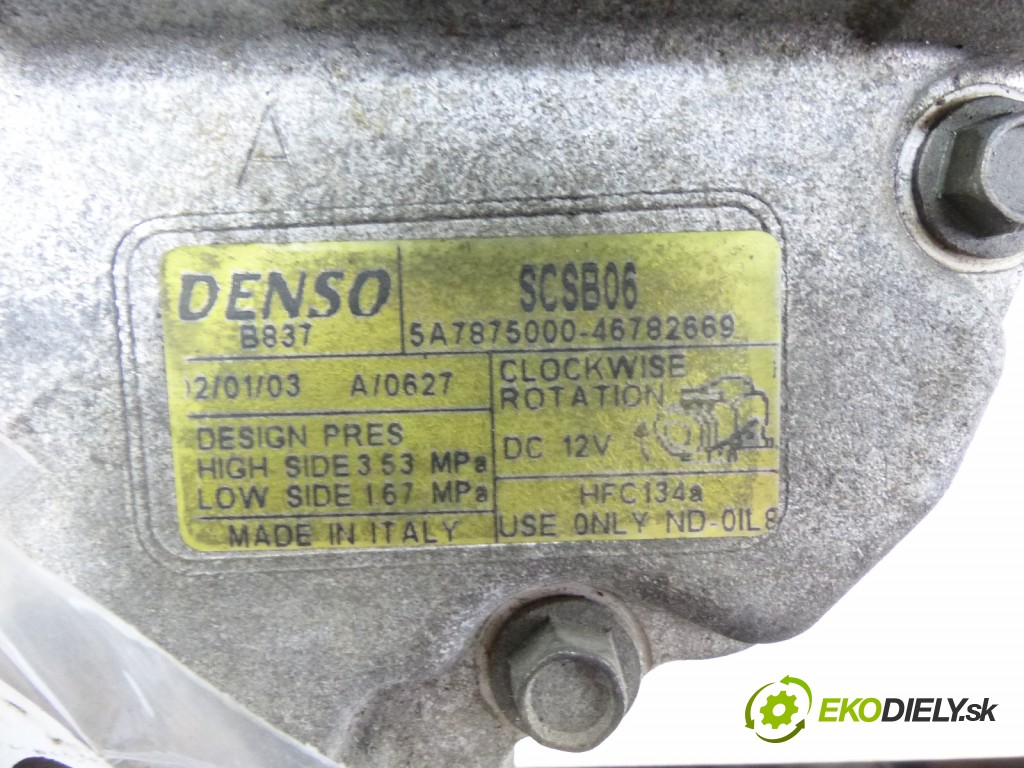 A
DENSO
B837
SCSB06
5A7875000-46782669
2/01/03 A/0627
CLOCKWISE
ROTATION
DC 12V
DESIGN PRES
HIGH SIDE 3 53 MPa
LOW SIDE 1 67 MPa
HFC134a
MADE IN ITALY
USE ONLY ND-OIL8
EKODIELY.sk